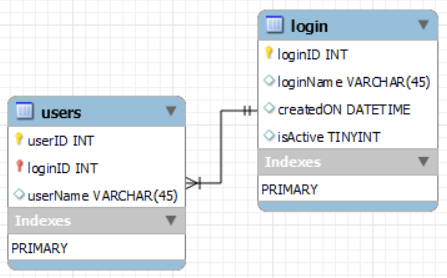 login
loginID INT
loginName VARCHAR(45)
createdON DATETIME
isActive TINYINT
Indexes
PRIMARY
users
userID INT
loginID INT
userName VARCHAR(45)
Indexes
PRIMARY